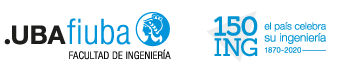 .UBAfiuba
FACULTAD DE INGENIERÍA
150
ING
el país celebra
su ingeniería
1870-2020